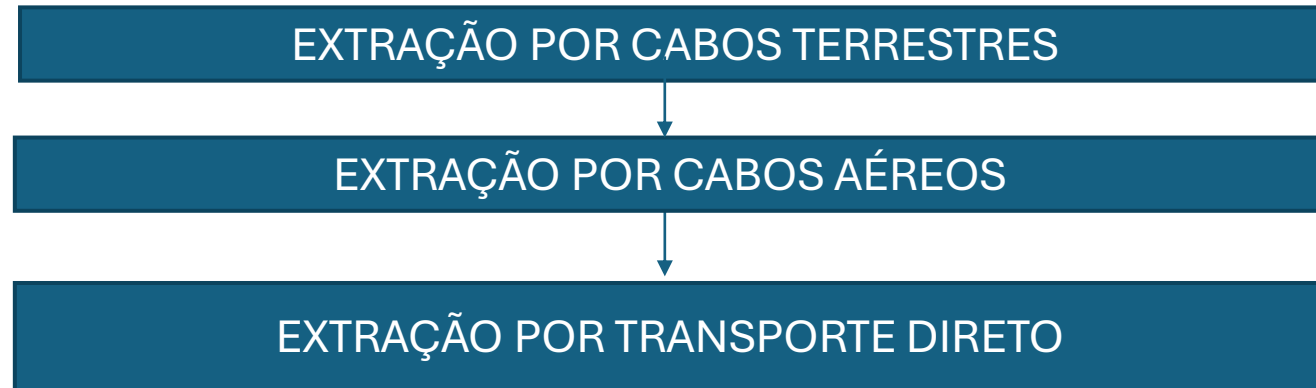 EXTRAÇÃO POR CABOS TERRESTRES
EXTRAÇÃO POR CABOS AÉREOS
EXTRAÇÃO POR TRANSPORTE DIRETO